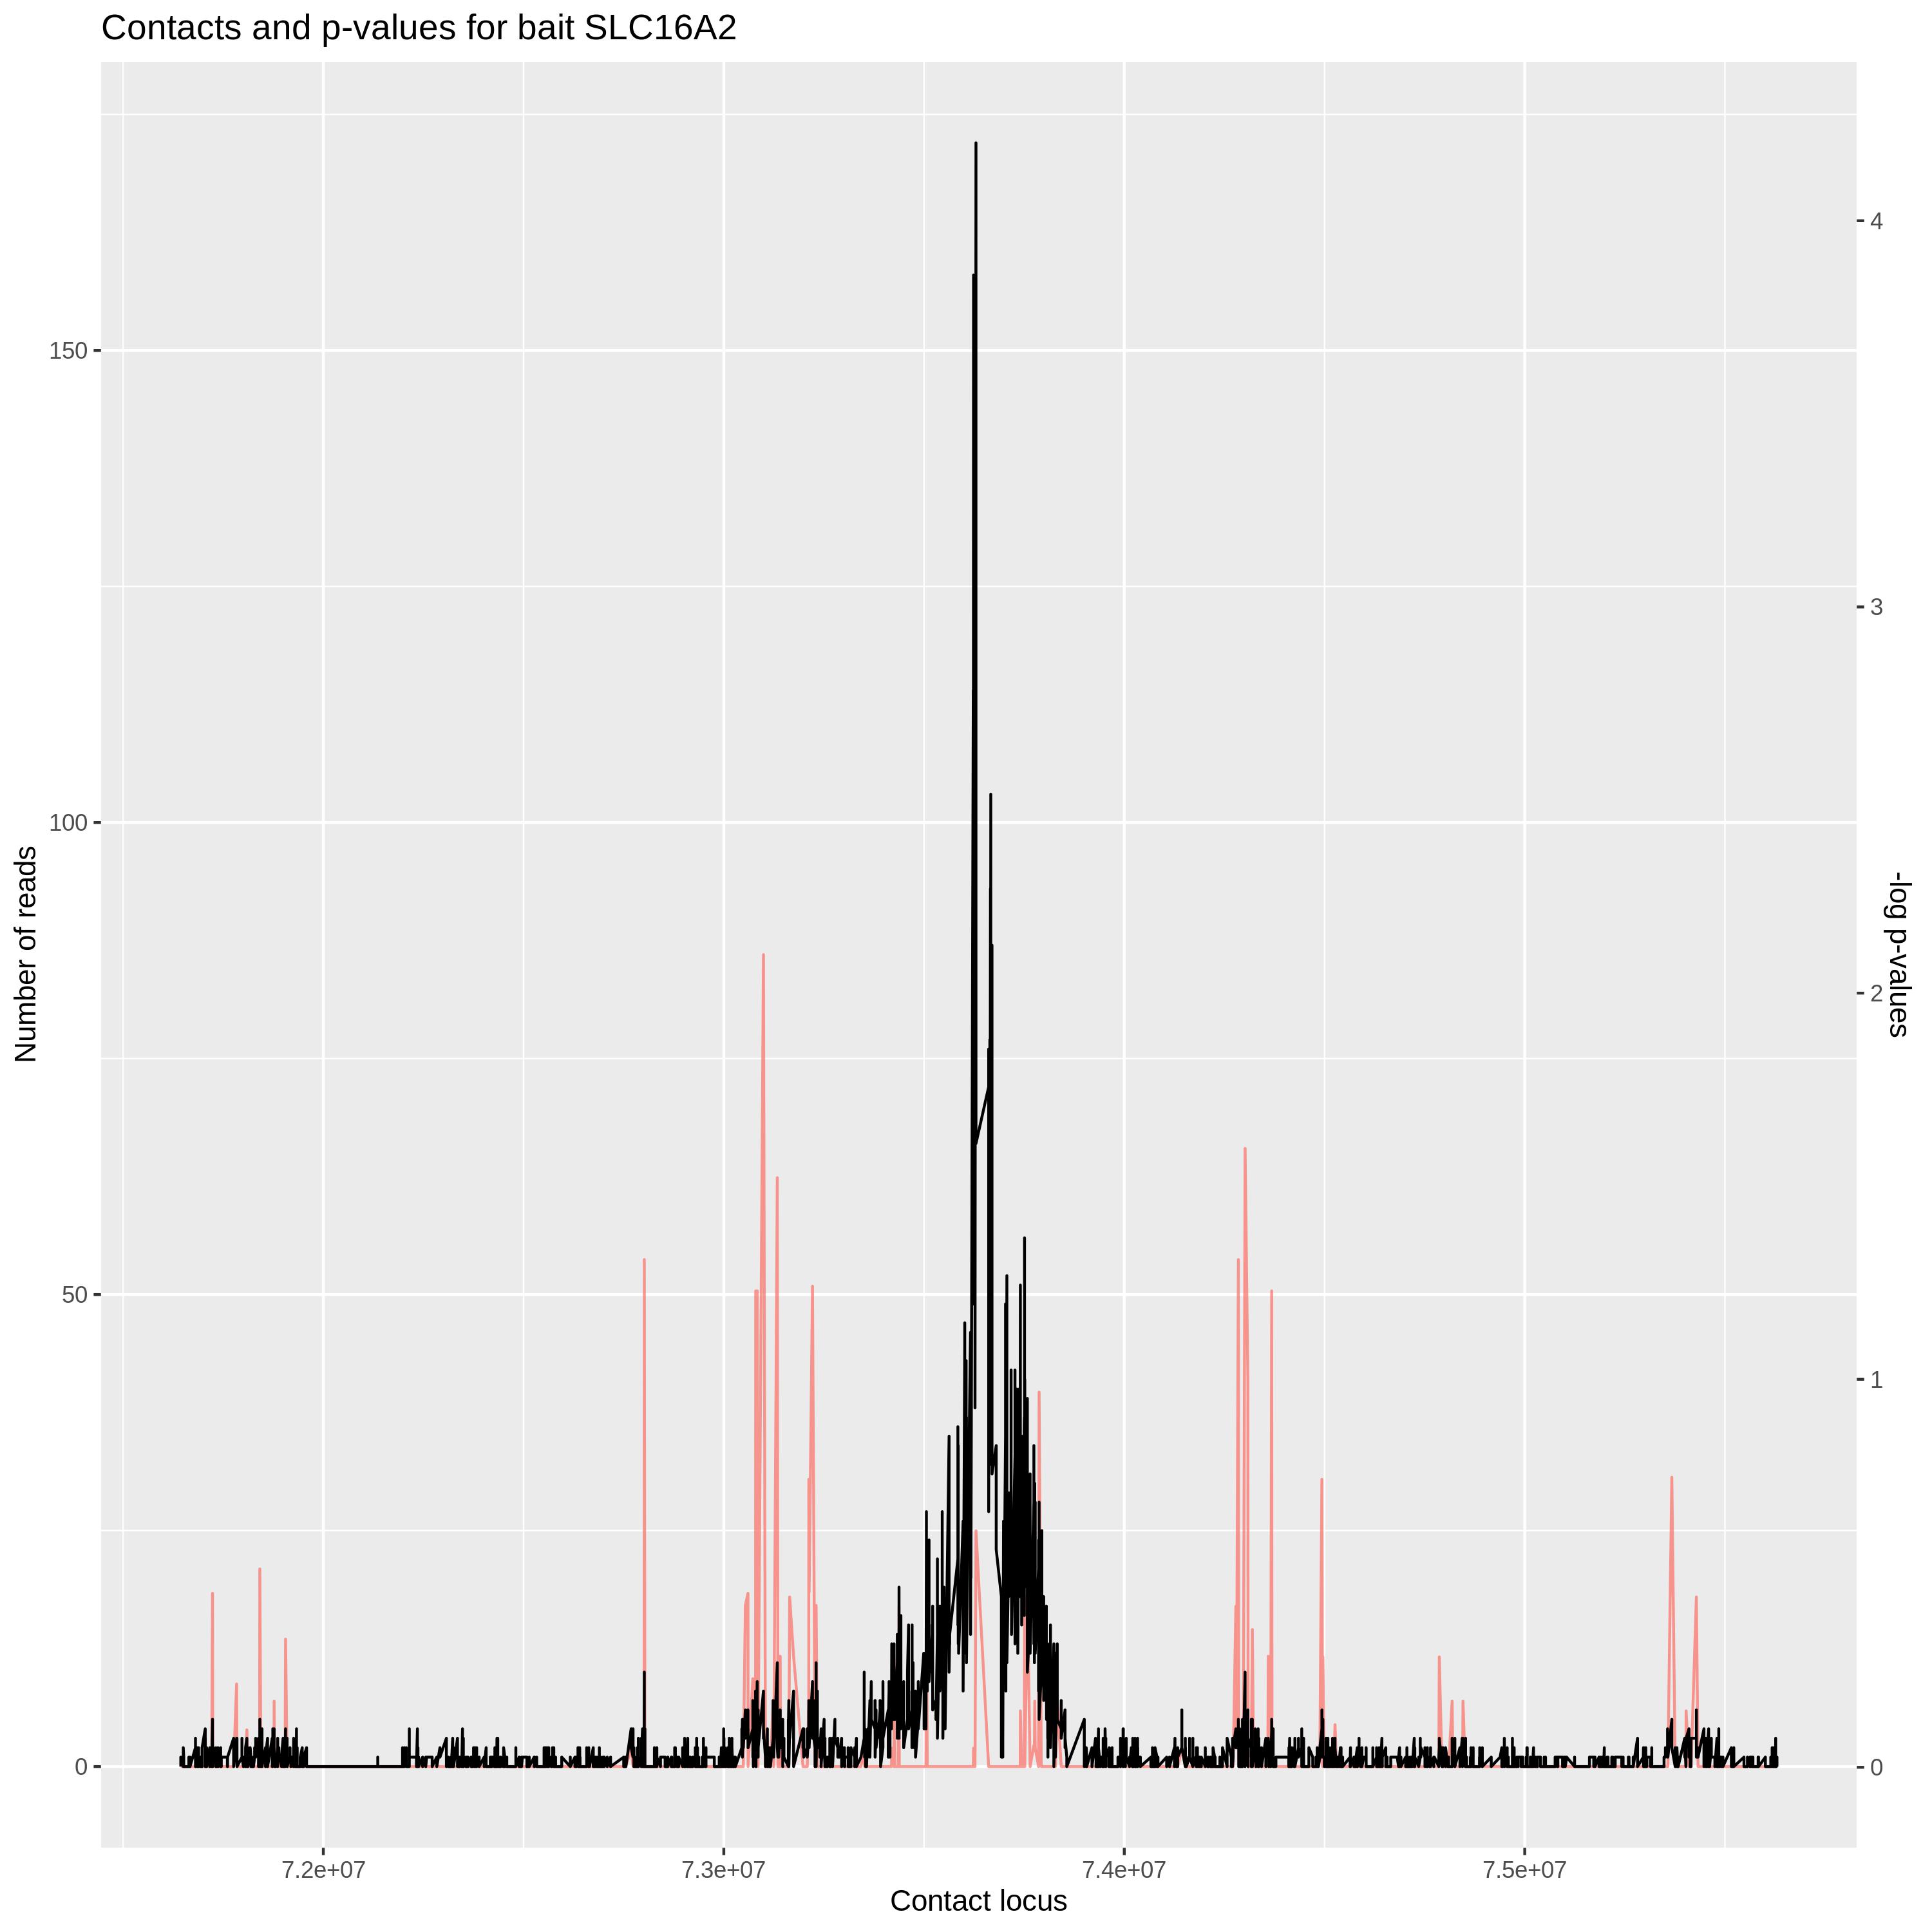 Contacts and p-values for bait SLC16A2
Number of reads
150
100
50
0
4
3
2
1
0
-log p-values
7.2e+07 7.3e+07 7.4e+07 7.5e+07
Contact locus